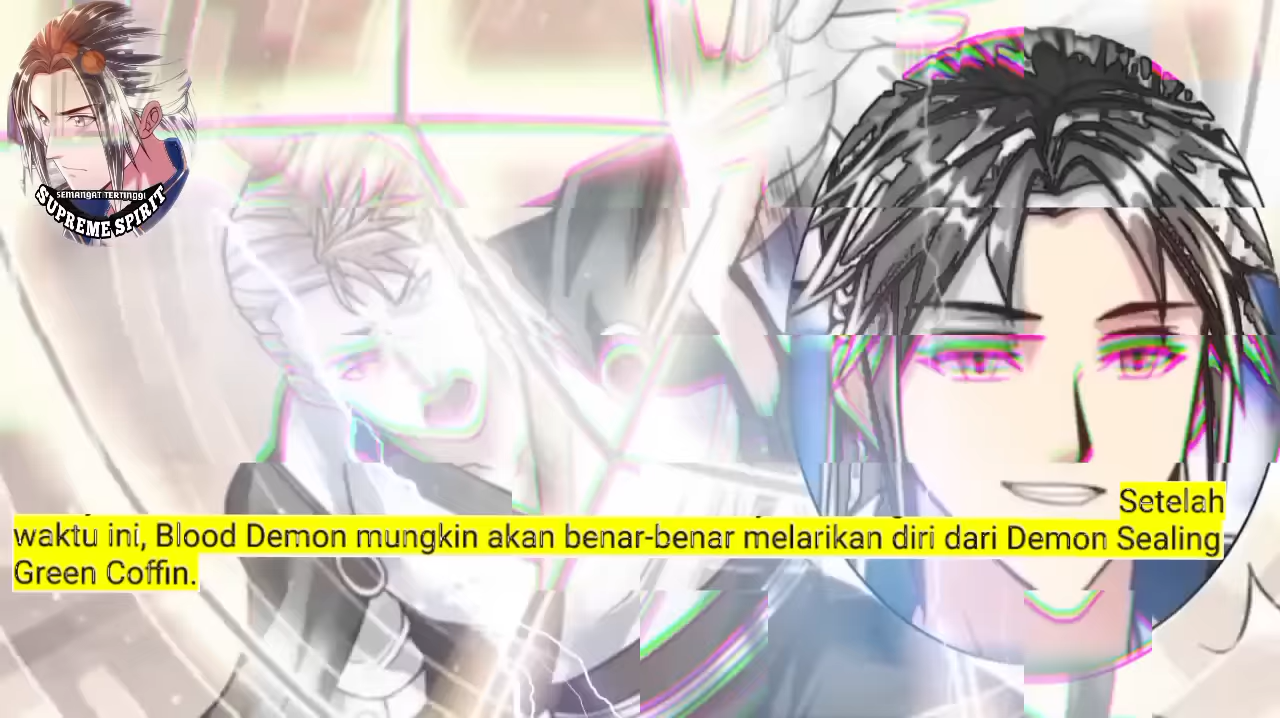 SEMANGAT TERTINGGI
SUPREME SPIRIT
Setelah
waktu ini, Blood Demon mungkin akan benar-benar melarikan diri dari Demon Sealing
Green Coffin.